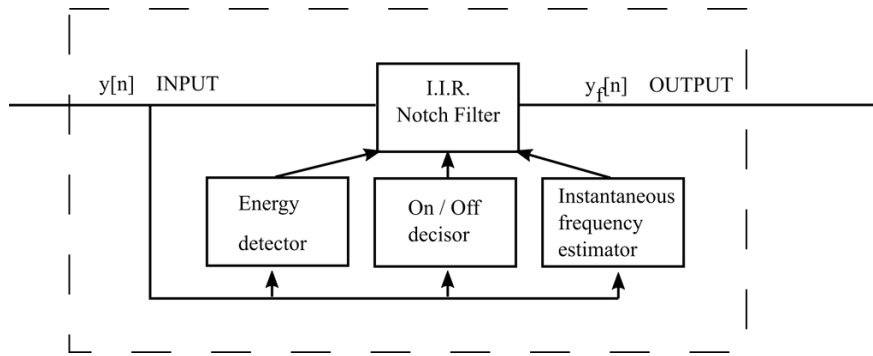 y[n] INPUT
I.I.R.
Notch Filter
y_f[n] OUTPUT
Energy
detector
On / Off
decisor
Instantaneous
frequency
estimator